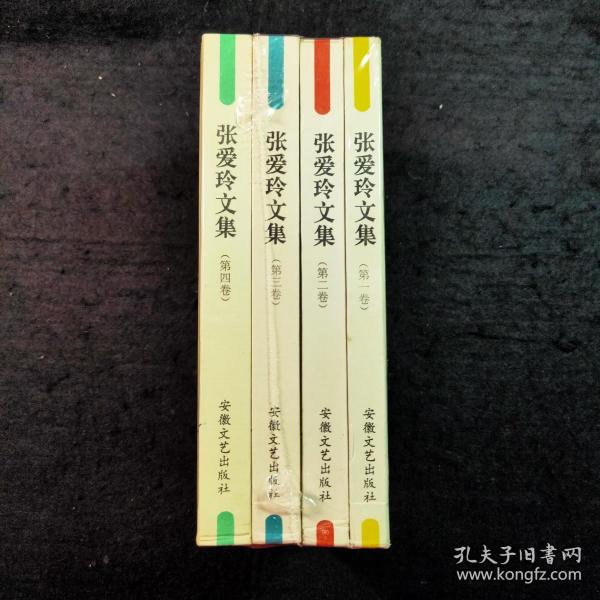 张爱玲文集
（第四卷）
安徽文艺出版社
张爱玲文集
（第三卷）
安徽文艺出版社
张爱玲文集
（第二卷）
安徽文艺出版社
张爱玲文集
（第一卷）
安徽文艺出版社
孔夫子旧书网
www.kongfz.com